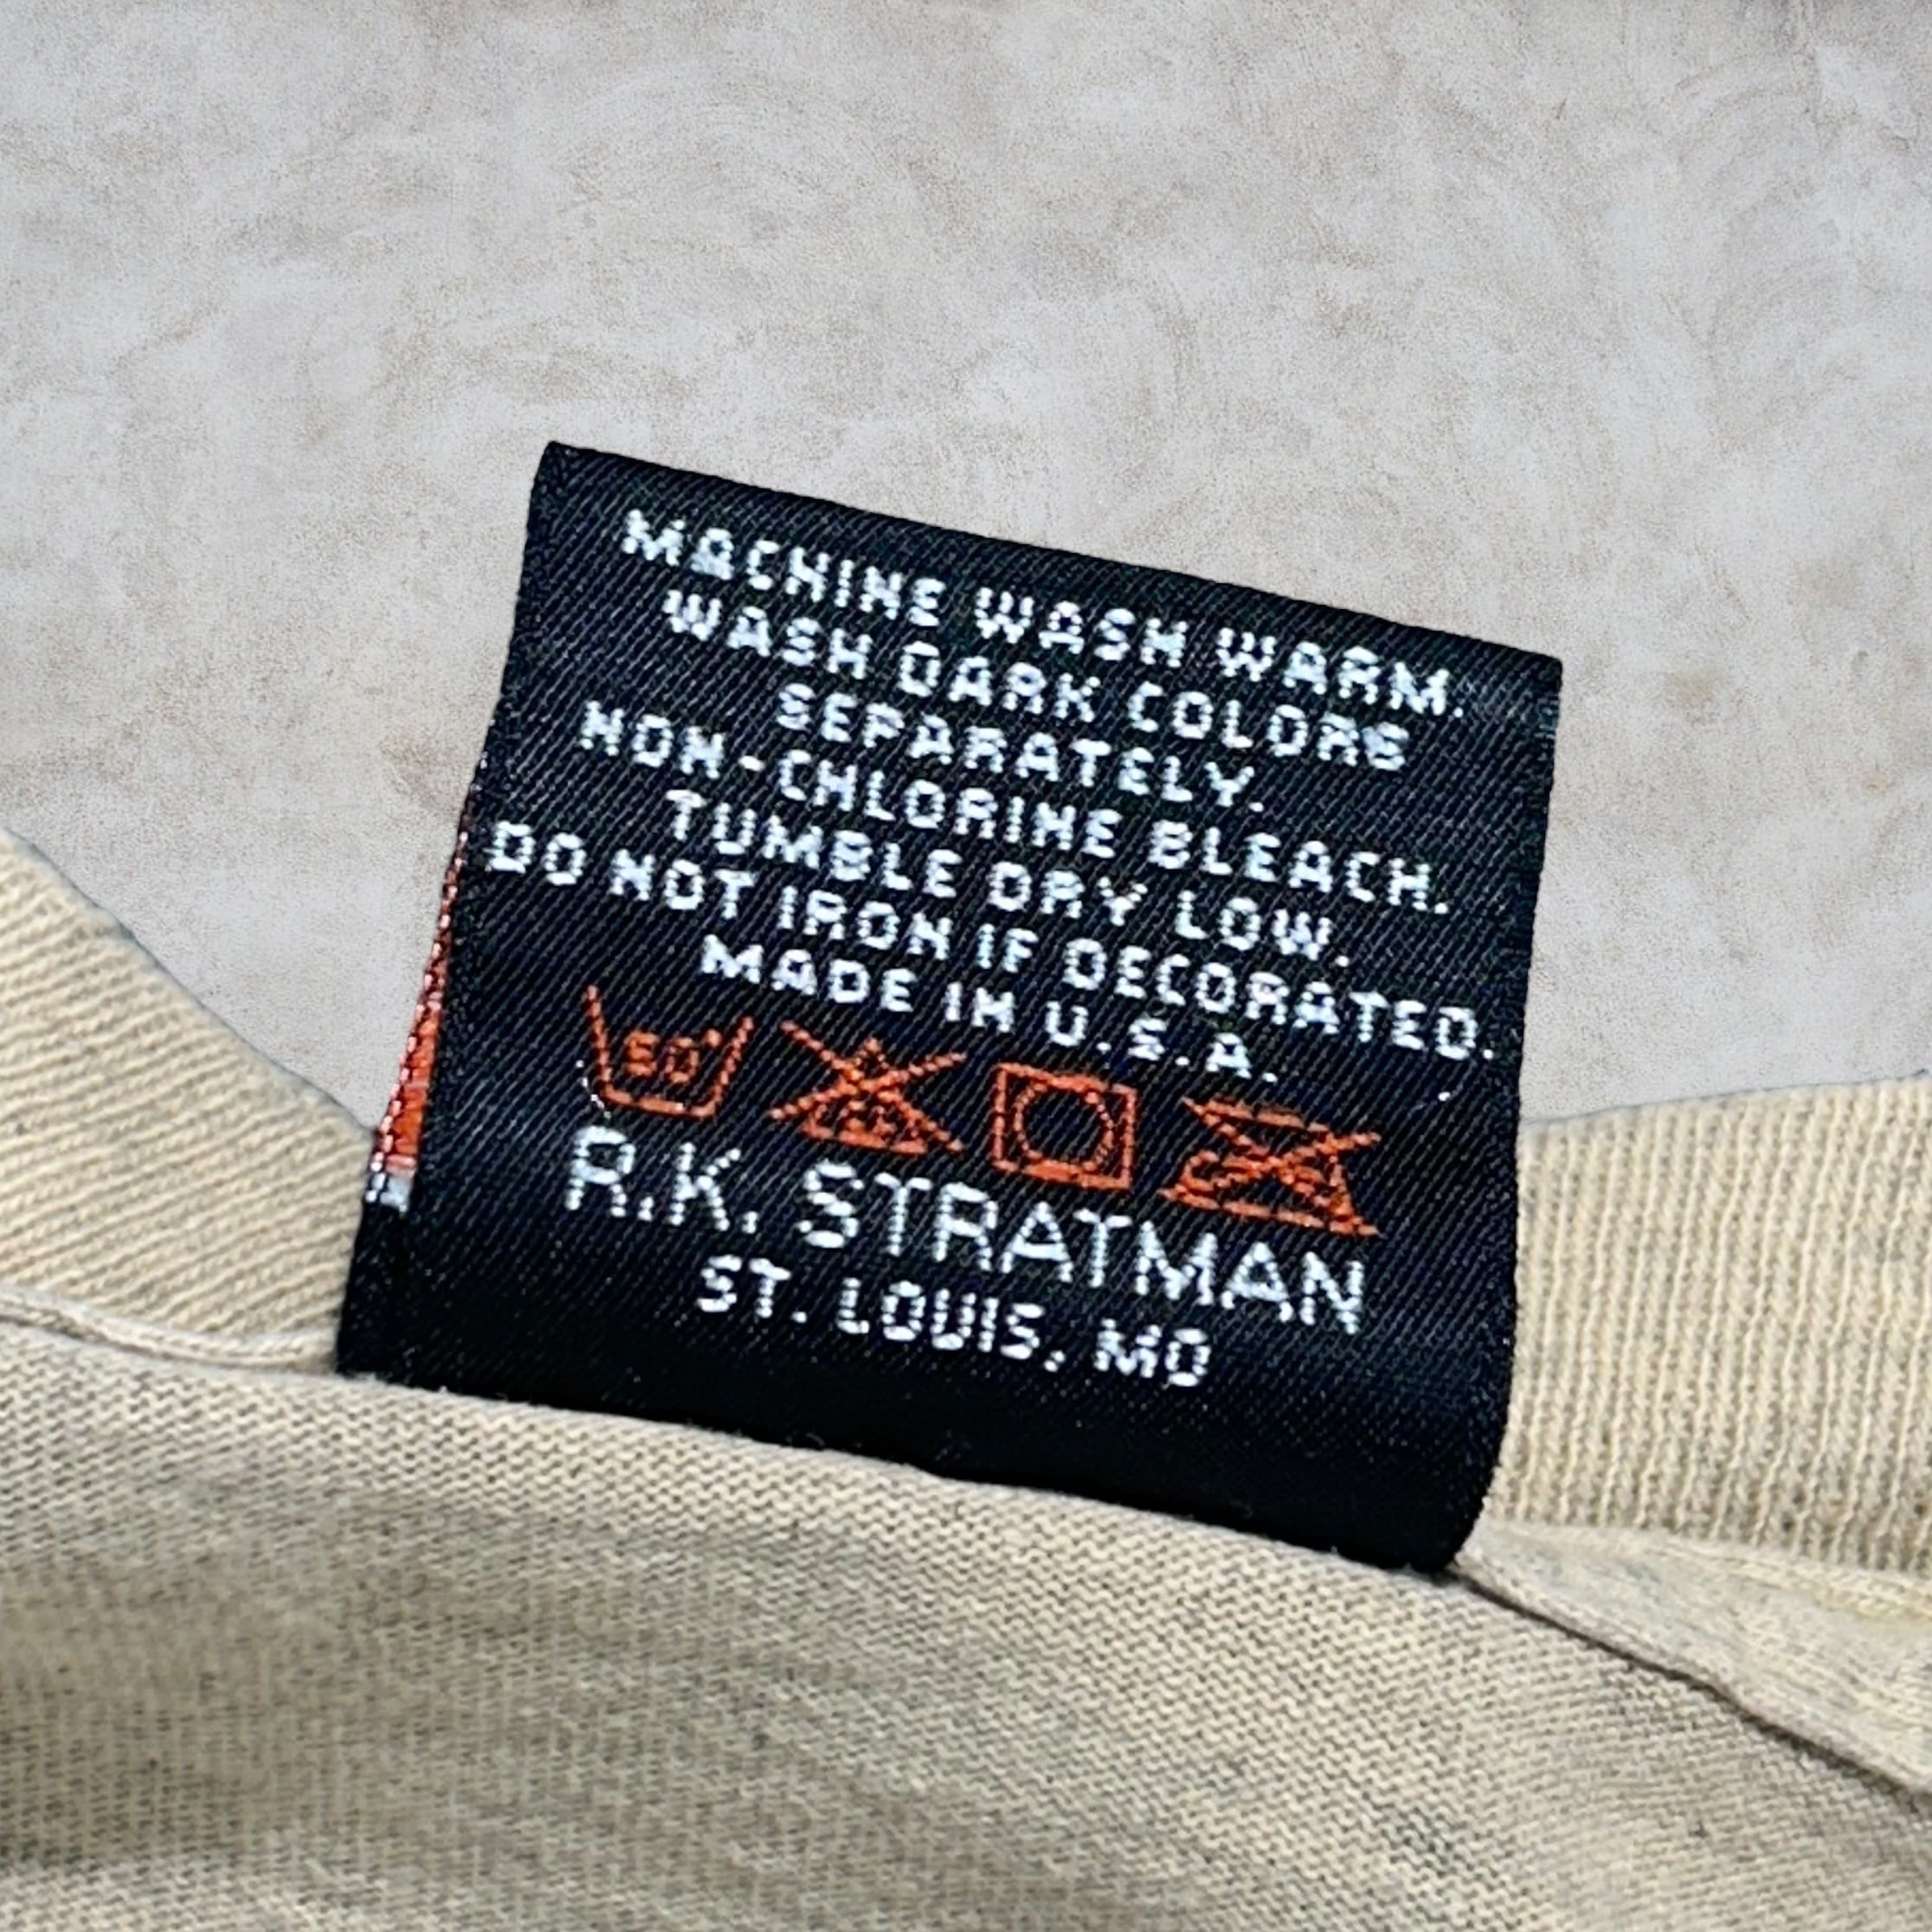 MACHINE WASH WARM.
WASH DARK COLORS
SEPARATELY.
NON-CHLORINE BLEACH.
TUMBLE DRY LOW.
DO NOT IRON IF DECORATED.
MADE IN U.S.A.
50°
R.K. STRATMAN
ST. LOUIS, MO